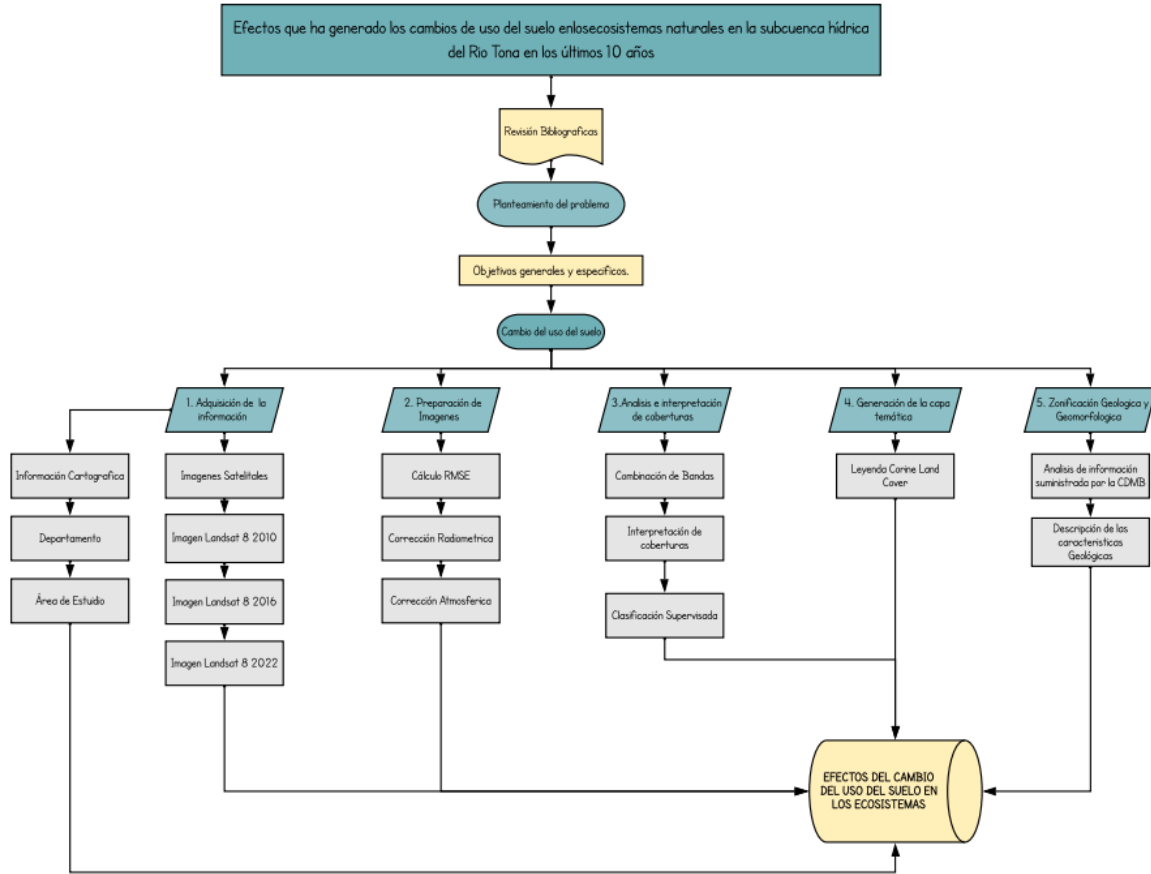 Efectos que ha generado los cambios de uso del suelo enlosecosistemas naturales en la subcuenca hídrica
del Rio Tona en los últimos 10 años
Revisión Bibliograficas
Planteamiento del problema
Objetivos generales y especificos.
Cambio del uso del suelo
1. Adquisición de la
información
2. Preparación de
Imagenes
3.Analisis e interpretación
de coberturas
4. Generación de la capa
temática
5. Zonificación Geologica y
Geomorfologica
Información Cartografica
Departamento
Área de Estuidio
Imagenes Satelitales
Imagen Landsat 8 2010
Imagen Landsat 8 2016
Imagen Landsat 8 2022
Cálculo RMSE
Corrección Radiometrica
Corrección Atmosferica
Combinación de Bandas
Interpretación de
coberturas
Clasificación Supervisada
Leyenda Corine Land
Cover
Analisis de información
suministrada por la CDMB
Descripción de las
caracteristicas
Geológicas
EFECTOS DEL CAMBIO
DEL USO DEL SUELO EN
LOS ECOSISTEMAS